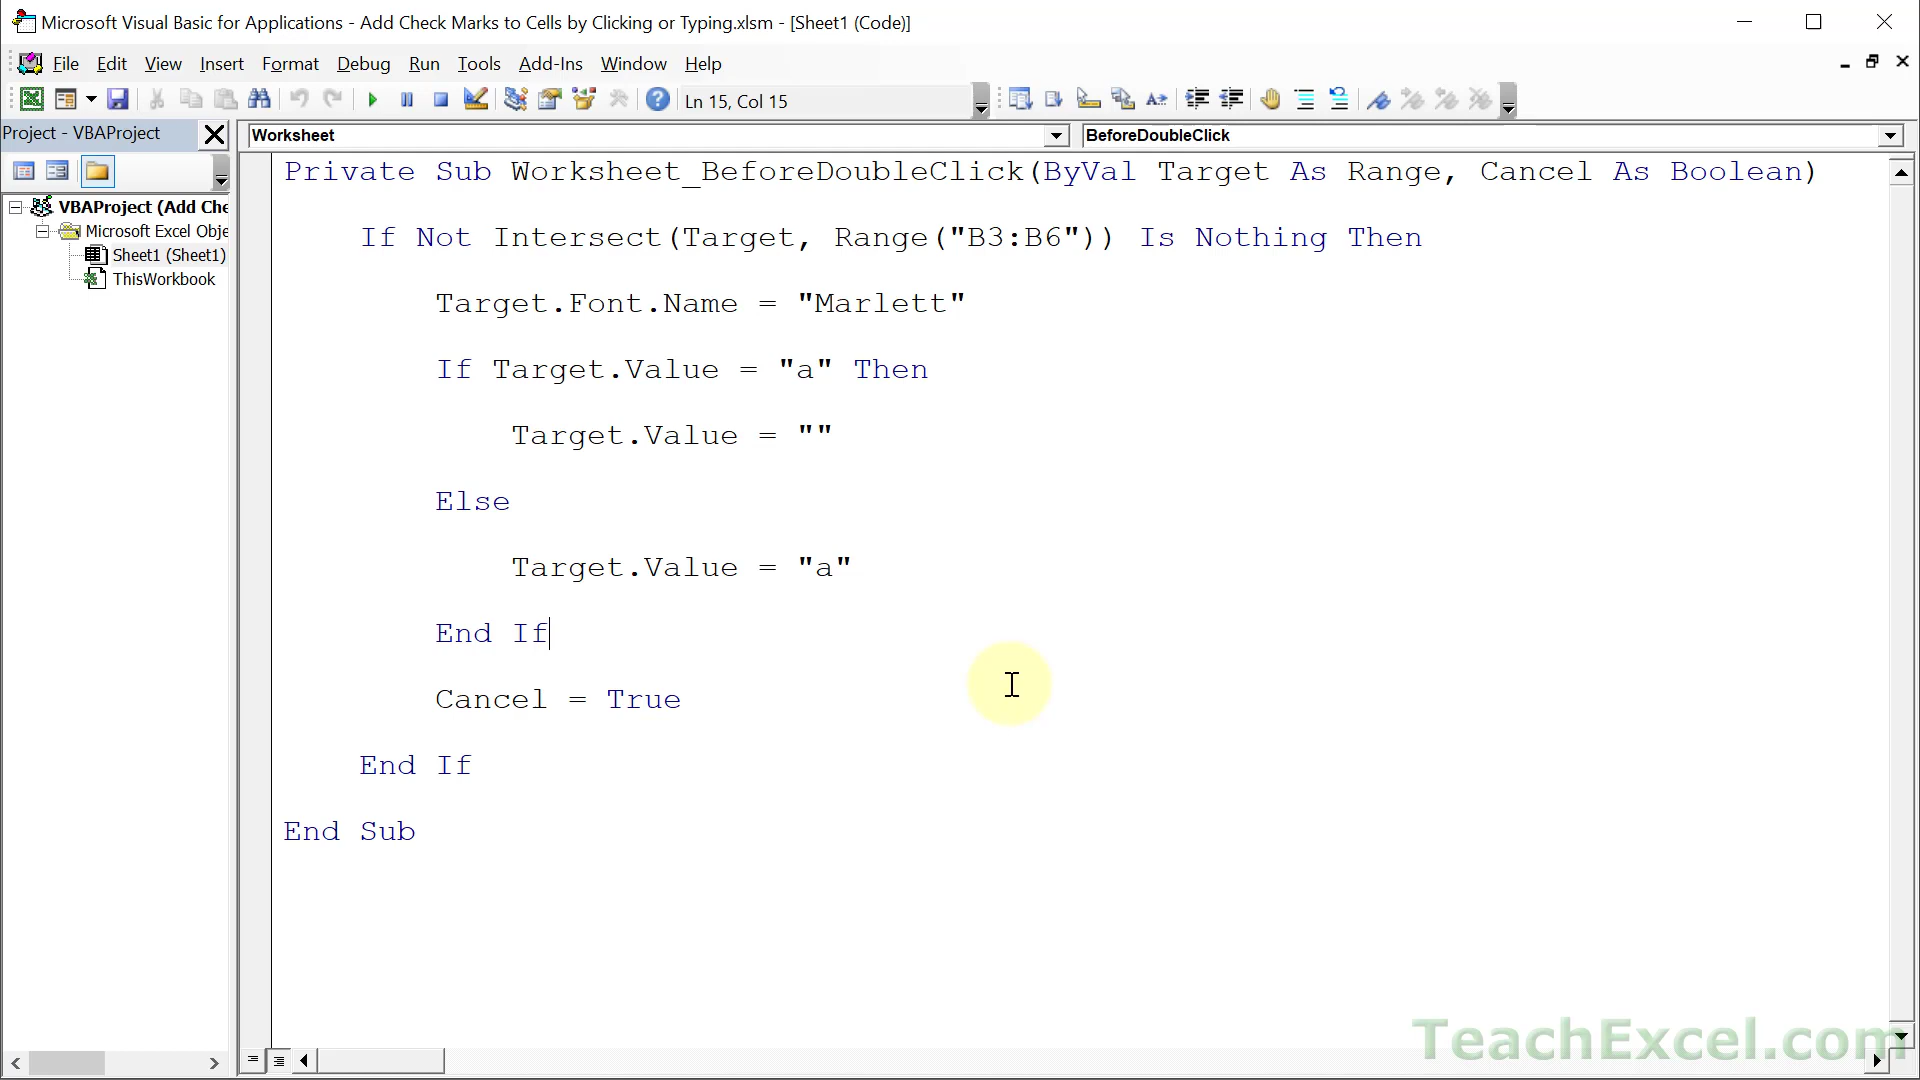 Microsoft Visual Basic for Applications - Add Check Marks to Cells by Clicking or Typing.xlsm - [Sheet1 (Code)]
File Edit View Insert Format Debug Run Tools Add-Ins Window Help
Ln 15, Col 15
Project - VBAProject
Worksheet
BeforeDoubleClick
VBAProject (Add Che
Microsoft Excel Obje
Sheet1 (Sheet1)
ThisWorkbook
Private Sub Worksheet_BeforeDoubleClick(ByVal Target As Range, Cancel As Boolean)
If Not Intersect(Target, Range("B3:B6")) Is Nothing Then
Target.Font.Name = "Marlett"
If Target.Value = "a" Then
Target.Value = ""
Else
Target.Value = "a"
End If
Cancel = True
End If
End Sub
TeachExcel.com